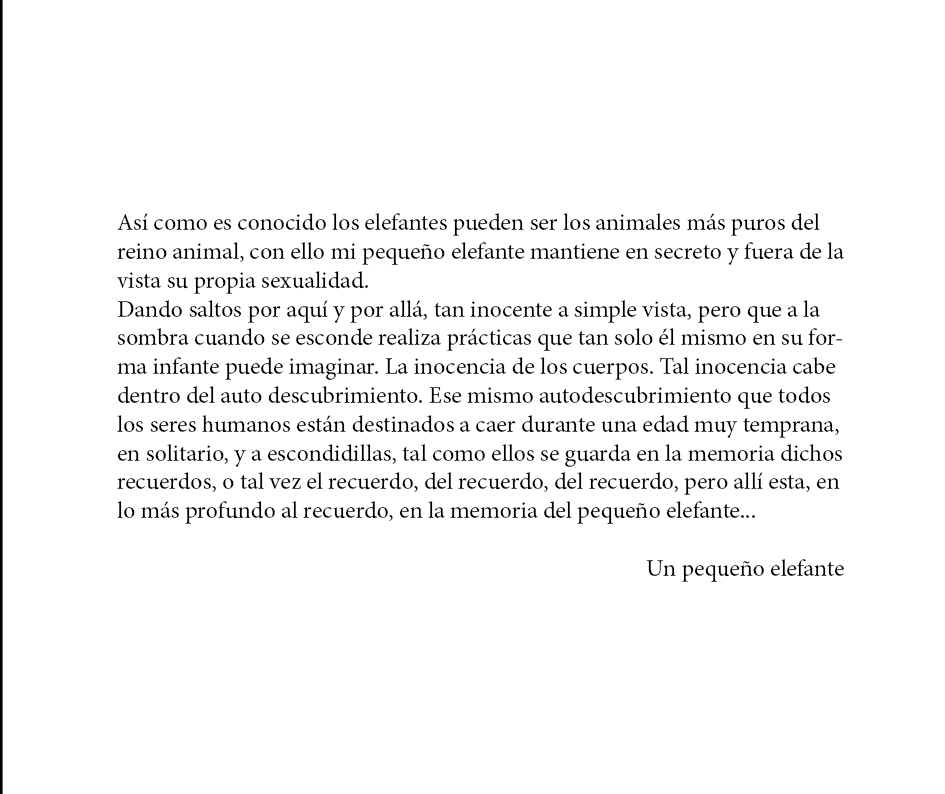 Así como es conocido los elefantes pueden ser los animales más puros del
reino animal, con ello mi pequeño elefante mantiene en secreto y fuera de la
vista su propia sexualidad.
Dando saltos por aquí y por allá, tan inocente a simple vista, pero que a la
sombra cuando se esconde realiza prácticas que tan solo él mismo en su for-
ma infante puede imaginar. La inocencia de los cuerpos. Tal inocencia cabe
dentro del auto descubrimiento. Ese mismo autodescubrimiento que todos
los seres humanos están destinados a caer durante una edad muy temprana,
en solitario, y a escondidillas, tal como ellos se guarda en la memoria dichos
recuerdos, o tal vez el recuerdo, del recuerdo, del recuerdo, pero allí esta, en
lo más profundo al recuerdo, en la memoria del pequeño elefante...
Un pequeño elefante